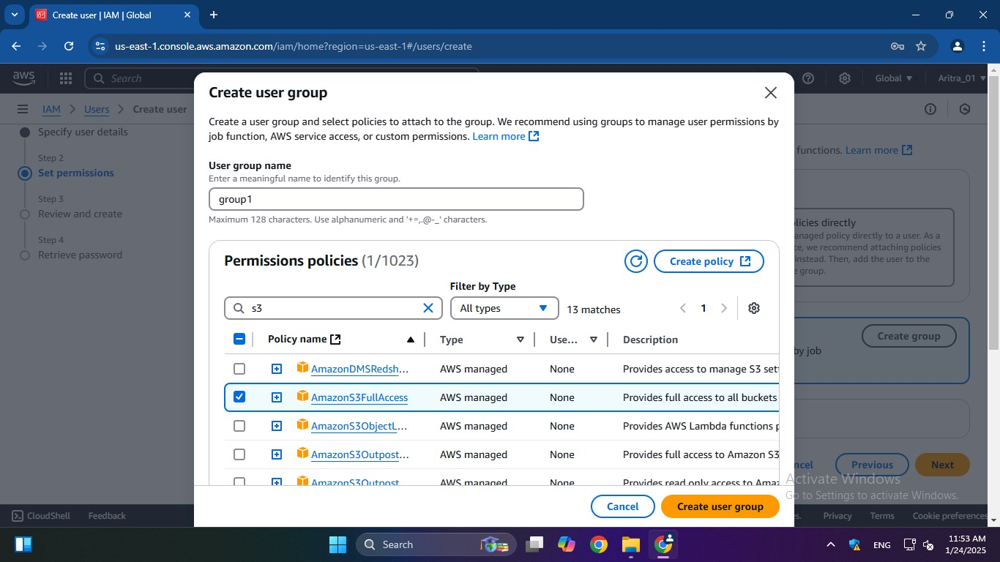 Create user | IAM | Global
us-east-1.console.aws.amazon.com/iam/home?region=us-east-1#/users/create
aws
Search
Global
Aritra_01
IAM
Users
Create user
Specify user details
Step 2
Set permissions
Step 3
Review and create
Step 4
Retrieve password
Create user group
Create a user group and select policies to attach to the group. We recommend using groups to manage user permissions by
job function, AWS service access, or custom permissions. Learn more
User group name
Enter a meaningful name to identify this group.
group1
Maximum 128 characters. Use alphanumeric and '+=,.@-_' characters.
Permissions policies (1/1023)
Create policy
Filter by Type
s3
All types
13 matches
1
Policy name
Type
Use...
Description
AmazonDMSRedsh...
AWS managed
None
Provides access to manage S3 set
AmazonS3FullAccess
AWS managed
None
Provides full access to all buckets
AmazonS3ObjectL...
AWS managed
None
Provides AWS Lambda functions p
AmazonS3Outpost...
AWS managed
None
Provides full access to Amazon S3
AmazonS3Outpost
AWS managed
None
Provides read only access to Amaz
Cancel
Create user group
functions. Learn more
licies directly
anaged policy directly to a user. As a
ce, we recommend attaching policies
instead. Then, add the user to the
e group.
Create group
by job
ncel
Previous
Next
Activate Windows
Go to Settings to activate Windows.
CloudShell
Feedback
es.
Privacy
Terms
Cookie preferences
Search
ENG
11:53 AM
1/24/2025